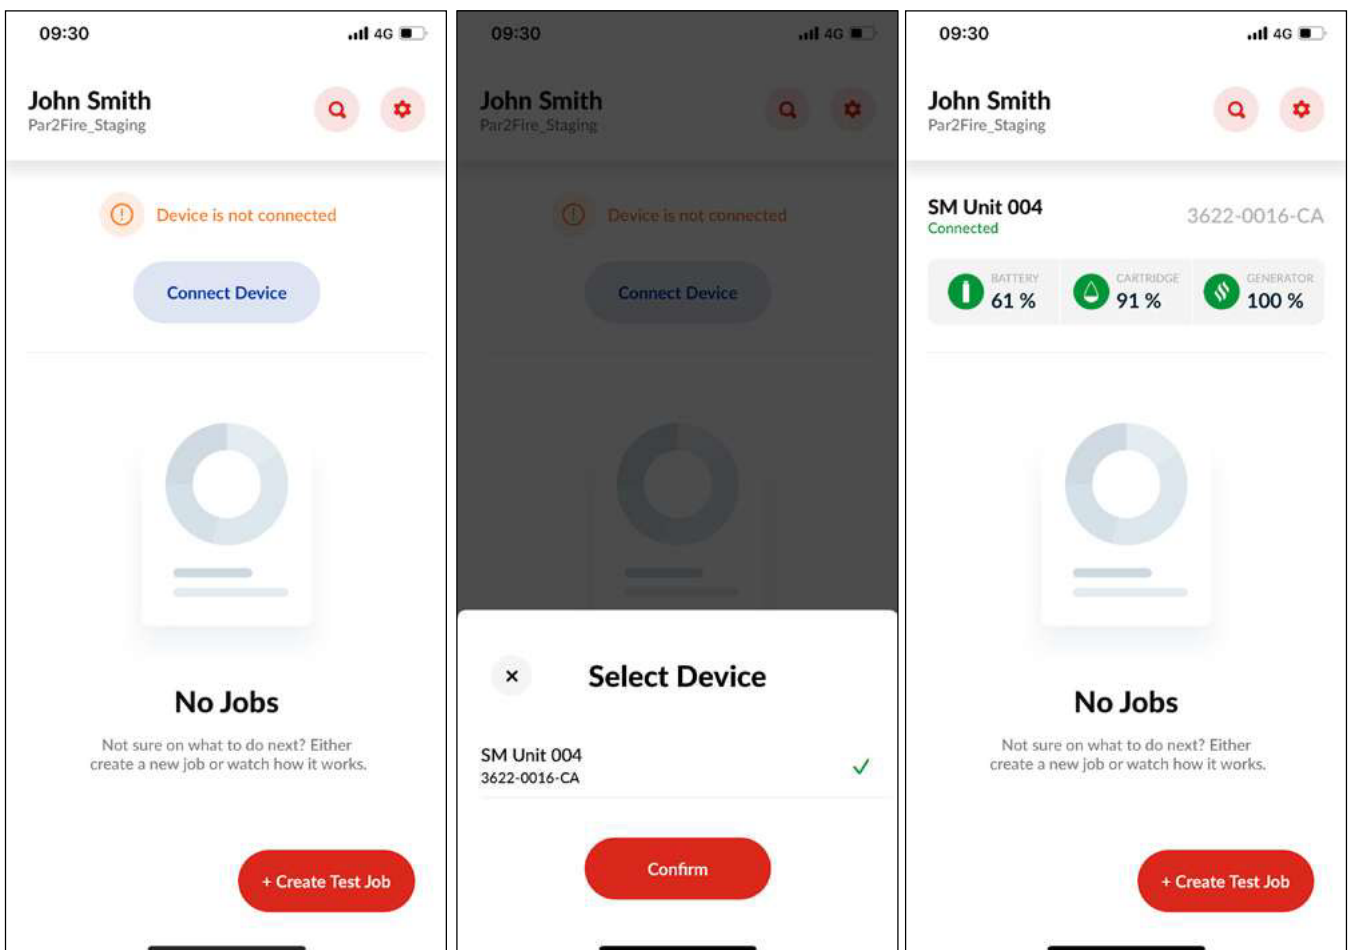 09:30
4G
John Smith
Par2Fire_Staging
Device is not connected
Connect Device
No Jobs
Not sure on what to do next? Either
create a new job or watch how it works.
+ Create Test Job
09:30
4G
John Smith
Par2Fire_Staging
Device is not connected
Connect Device
Select Device
SM Unit 004
3622-0016-CA
Confirm
09:30
4G
John Smith
Par2Fire_Staging
SM Unit 004
3622-0016-CA
Connected
BATTERY
61 %
CARTRIDGE
91 %
GENERATOR
100 %
No Jobs
Not sure on what to do next? Either
create a new job or watch how it works.
+ Create Test Job